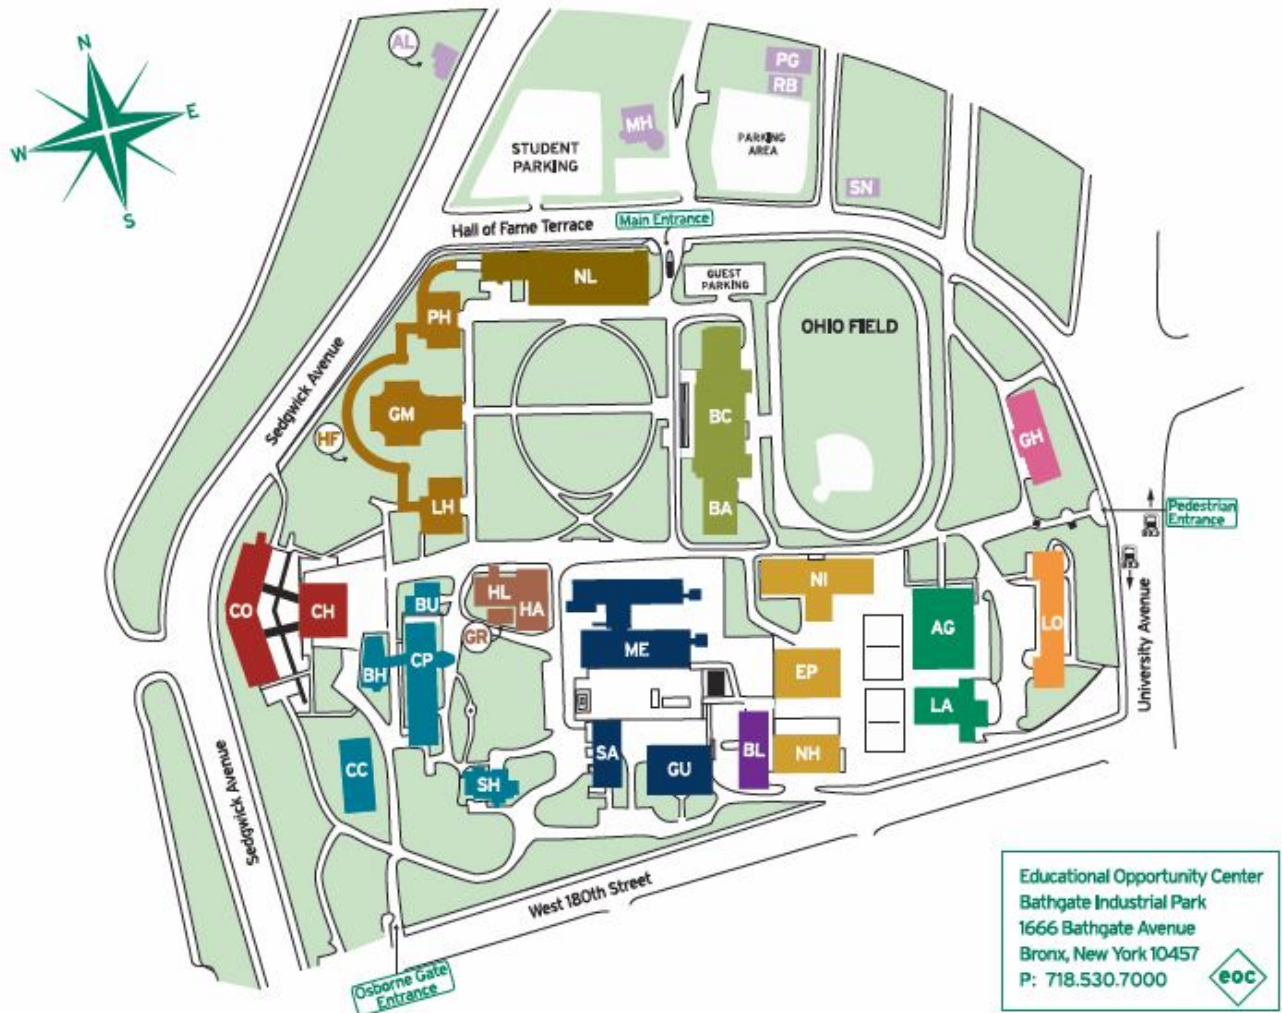 N
E
W
S
AL
PG
RB
MH
STUDENT
PARKING
PARKING
AREA
SN
Hall of Fame Terrace
Main Entrance
NL
GUEST
PARKING
PH
OHIO FIELD
Sedgwick Avenue
GM
BC
HF
GH
LH
BA
Pedestrian
Entrance
CO
CH
BU
HL
HA
NI
GR
ME
AG
LO
BH
CP
EP
University Avenue
LA
CC
SH
SA
GU
BL
NH
Sedgwick Avenue
West 180th Street
Osborne Gate
Entrance
Educational Opportunity Center
Bathgate Industrial Park
1666 Bathgate Avenue
Bronx, New York 10457
P: 718.530.7000
eoc